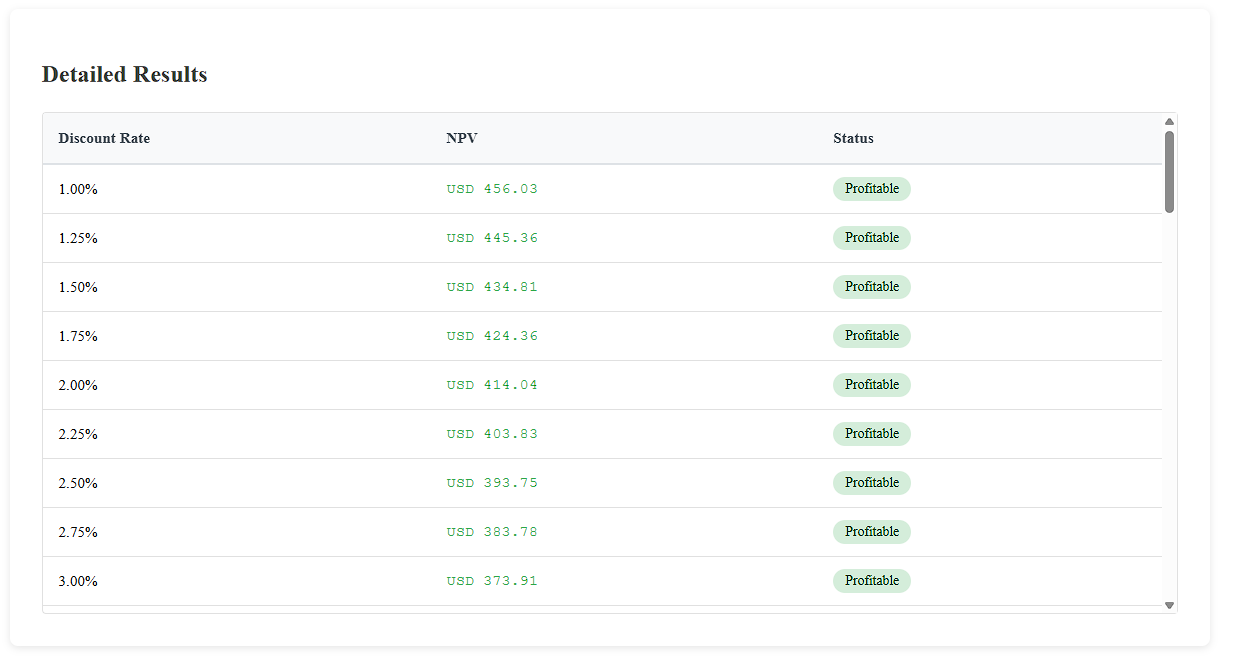 Detailed Results
Discount Rate NPV Status
1.00% USD 456.03 Profitable
1.25% USD 445.36 Profitable
1.50% USD 434.81 Profitable
1.75% USD 424.36 Profitable
2.00% USD 414.04 Profitable
2.25% USD 403.83 Profitable
2.50% USD 393.75 Profitable
2.75% USD 383.78 Profitable
3.00% USD 373.91 Profitable